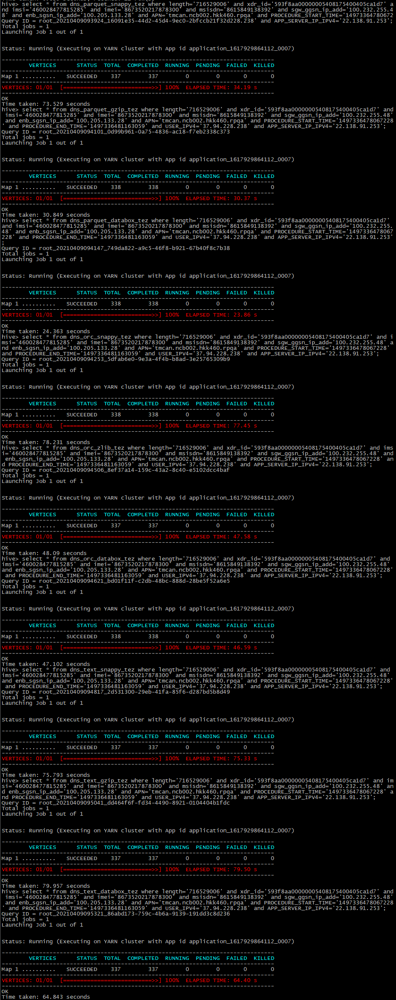 hive> select * from dns_parquet_snappy_tez where length='716529006' and xdr_id='593f8aa00000005408175400405ca1d7' a
nd imsi='460028477815285' and imei='8673520217878300' and msisdn='8615849138392' and sgw_ggsn_ip_add='100.232.255.4
8' and enb_sgsn_ip_add='100.205.133.28' and APN='tmcan.ncb002.hkk460.rpqa' and PROCEDURE_START_TIME='14973364780672
Query ID = root_20210409093924_16091e35-44d2-45d4-9ec0-2bfccb21f32d228.238' and APP_SERVER_IP_IPV4='22.138.91.253';
Total jobs = 1
Launching Job 1 out of 1
Status: Running (Executing on YARN cluster with App id application_1617929864112_0007)
--------------------------------------------------------------------------------
VERTICES STATUS TOTAL COMPLETED RUNNING PENDING FAILED KILLED
--------------------------------------------------------------------------------
Map 1 .......... SUCCEEDED 337 337 0 0 0 0
--------------------------------------------------------------------------------
VERTICES: 01/01 [==========================>>] 100% ELAPSED TIME: 34.19 s
--------------------------------------------------------------------------------
OK
Time taken: 73.529 seconds
hive> select * from dns_parquet_gzip_tez where length='716529006' and xdr_id='593f8aa00000005408175400405ca1d7' and
imsi='460028477815285' and imei='8673520217878300' and msisdn='8615849138392' and sgw_ggsn_ip_add='100.232.255.48'
and enb_sgsn_ip_add='100.205.133.28' and APN='tmcan.ncb002.hkk460.rpqa' and PROCEDURE_START_TIME='1497336478067228
' and PROCEDURE_END_TIME='1497336481163059' and USER_IPV4='37.94.228.238' and APP_SERVER_IP_IPV4='22.138.91.253';
Query ID = root_20210409094101_0d99b961-0a75-4836-ac18-f7eb2338c373
Total jobs = 1
Launching Job 1 out of 1
Status: Running (Executing on YARN cluster with App id application_1617929864112_0007)
--------------------------------------------------------------------------------
VERTICES STATUS TOTAL COMPLETED RUNNING PENDING FAILED KILLED
--------------------------------------------------------------------------------
Map 1 .......... SUCCEEDED 338 338 0 0 0 0
--------------------------------------------------------------------------------
VERTICES: 01/01 [==========================>>] 100% ELAPSED TIME: 30.37 s
--------------------------------------------------------------------------------
OK
Time taken: 30.849 seconds
hive> select * from dns_parquet_databox_tez where length='716529006' and xdr_id='593f8aa00000005408175400405ca1d7'
and imsi='460028477815285' and imei='8673520217878300' and msisdn='8615849138392' and sgw_ggsn_ip_add='100.232.255.
48' and enb_sgsn_ip_add='100.205.133.28' and APN='tmcan.ncb002.hkk460.rpqa' and PROCEDURE_START_TIME='1497336478067
228' and PROCEDURE_END_TIME='1497336481163059' and USER_IPV4='37.94.228.238' and APP_SERVER_IP_IPV4='22.138.91.253'
;
Query ID = root_20210409094147_749da822-a9c5-46f8-b921-67b40f8c7b38
Total jobs = 1
Launching Job 1 out of 1
Status: Running (Executing on YARN cluster with App id application_1617929864112_0007)
--------------------------------------------------------------------------------
VERTICES STATUS TOTAL COMPLETED RUNNING PENDING FAILED KILLED
--------------------------------------------------------------------------------
Map 1 .......... SUCCEEDED 338 338 0 0 0 0
--------------------------------------------------------------------------------
VERTICES: 01/01 [==========================>>] 100% ELAPSED TIME: 23.86 s
--------------------------------------------------------------------------------
OK
Time taken: 24.363 seconds
hive> select * from dns_orc_snappy_tez where length='716529006' and xdr_id='593f8aa00000005408175400405ca1d7' and i
msi='460028477815285' and imei='8673520217878300' and msisdn='8615849138392' and sgw_ggsn_ip_add='100.232.255.48' a
nd enb_sgsn_ip_add='100.205.133.28' and APN='tmcan.ncb002.hkk460.rpqa' and PROCEDURE_START_TIME='1497336478067228'
and PROCEDURE_END_TIME='1497336481163059' and USER_IPV4='37.94.228.238' and APP_SERVER_IP_IPV4='22.138.91.253';
Query ID = root_20210409094253_5dfab6e0-9e3a-4f4b-b8ad-3e25765309b9
Total jobs = 1
Launching Job 1 out of 1
Status: Running (Executing on YARN cluster with App id application_1617929864112_0007)
--------------------------------------------------------------------------------
VERTICES STATUS TOTAL COMPLETED RUNNING PENDING FAILED KILLED
--------------------------------------------------------------------------------
Map 1 .......... SUCCEEDED 338 338 0 0 0 0
--------------------------------------------------------------------------------
VERTICES: 01/01 [==========================>>] 100% ELAPSED TIME: 77.45 s
--------------------------------------------------------------------------------
OK
Time taken: 78.231 seconds
hive> select * from dns_orc_zlib_tez where length='716529006' and xdr_id='593f8aa00000005408175400405ca1d7' and ims
i='460028477815285' and imei='8673520217878300' and msisdn='8615849138392' and sgw_ggsn_ip_add='100.232.255.48' and
enb_sgsn_ip_add='100.205.133.28' and APN='tmcan.ncb002.hkk460.rpqa' and PROCEDURE_START_TIME='1497336478067228' an
d PROCEDURE_END_TIME='1497336481163059' and USER_IPV4='37.94.228.238' and APP_SERVER_IP_IPV4='22.138.91.253';
Query ID = root_20210409094506_8ef37a14-159c-43a2-8c40-e5102dcc4baf
Total jobs = 1
Launching Job 1 out of 1
Status: Running (Executing on YARN cluster with App id application_1617929864112_0007)
--------------------------------------------------------------------------------
VERTICES STATUS TOTAL COMPLETED RUNNING PENDING FAILED KILLED
--------------------------------------------------------------------------------
Map 1 .......... SUCCEEDED 337 337 0 0 0 0
--------------------------------------------------------------------------------
VERTICES: 01/01 [==========================>>] 100% ELAPSED TIME: 47.58 s
--------------------------------------------------------------------------------
OK
Time taken: 48.09 seconds
hive> select * from dns_orc_databox_tez where length='716529006' and xdr_id='593f8aa00000005408175400405ca1d7' and
imsi='460028477815285' and imei='8673520217878300' and msisdn='8615849138392' and sgw_ggsn_ip_add='100.232.255.48'
and enb_sgsn_ip_add='100.205.133.28' and APN='tmcan.ncb002.hkk460.rpqa' and PROCEDURE_START_TIME='1497336478067228'
and PROCEDURE_END_TIME='1497336481163059' and USER_IPV4='37.94.228.238' and APP_SERVER_IP_IPV4='22.138.91.253';
Query ID = root_20210409094621_bd01f11f-c2db-48bc-888d-28be5f52a6e5
Total jobs = 1
Launching Job 1 out of 1
Status: Running (Executing on YARN cluster with App id application_1617929864112_0007)
--------------------------------------------------------------------------------
VERTICES STATUS TOTAL COMPLETED RUNNING PENDING FAILED KILLED
--------------------------------------------------------------------------------
Map 1 .......... SUCCEEDED 338 338 0 0 0 0
--------------------------------------------------------------------------------
VERTICES: 01/01 [==========================>>] 100% ELAPSED TIME: 46.59 s
--------------------------------------------------------------------------------
OK
Time taken: 47.102 seconds
hive> select * from dns_text_snappy_tez where length='716529006' and xdr_id='593f8aa00000005408175400405ca1d7' and
imsi='460028477815285' and imei='8673520217878300' and msisdn='8615849138392' and sgw_ggsn_ip_add='100.232.255.48'
and enb_sgsn_ip_add='100.205.133.28' and APN='tmcan.ncb002.hkk460.rpqa' and PROCEDURE_START_TIME='1497336478067228'
and PROCEDURE_END_TIME='1497336481163059' and USER_IPV4='37.94.228.238' and APP_SERVER_IP_IPV4='22.138.91.253';
Query ID = root_20210409094817_2d531300-29eb-41fa-85f6-d287bd5b8d49
Total jobs = 1
Launching Job 1 out of 1
Status: Running (Executing on YARN cluster with App id application_1617929864112_0007)
--------------------------------------------------------------------------------
VERTICES STATUS TOTAL COMPLETED RUNNING PENDING FAILED KILLED
--------------------------------------------------------------------------------
Map 1 .......... SUCCEEDED 337 337 0 0 0 0
--------------------------------------------------------------------------------
VERTICES: 01/01 [==========================>>] 100% ELAPSED TIME: 75.33 s
--------------------------------------------------------------------------------
OK
Time taken: 75.793 seconds
hive> select * from dns_text_gzip_tez where length='716529006' and xdr_id='593f8aa00000005408175400405ca1d7' and im
si='460028477815285' and imei='8673520217878300' and msisdn='8615849138392' and sgw_ggsn_ip_add='100.232.255.48' an
d enb_sgsn_ip_add='100.205.133.28' and APN='tmcan.ncb002.hkk460.rpqa' and PROCEDURE_START_TIME='1497336478067228' a
nd PROCEDURE_END_TIME='1497336481163059' and USER_IPV4='37.94.228.238' and APP_SERVER_IP_IPV4='22.138.91.253';
Query ID = root_20210409095041_dd464f6f-fd34-4490-8921-0104404b1fdc
Total jobs = 1
Launching Job 1 out of 1
Status: Running (Executing on YARN cluster with App id application_1617929864112_0007)
--------------------------------------------------------------------------------
VERTICES STATUS TOTAL COMPLETED RUNNING PENDING FAILED KILLED
--------------------------------------------------------------------------------
Map 1 .......... SUCCEEDED 337 337 0 0 0 0
--------------------------------------------------------------------------------
VERTICES: 01/01 [==========================>>] 100% ELAPSED TIME: 79.50 s
--------------------------------------------------------------------------------
OK
Time taken: 79.957 seconds
hive> select * from dns_text_databox_tez where length='716529006' and xdr_id='593f8aa00000005408175400405ca1d7' and
imsi='460028477815285' and imei='8673520217878300' and msisdn='8615849138392' and sgw_ggsn_ip_add='100.232.255.48'
and enb_sgsn_ip_add='100.205.133.28' and APN='tmcan.ncb002.hkk460.rpqa' and PROCEDURE_START_TIME='1497336478067228
' and PROCEDURE_END_TIME='1497336481163059' and USER_IPV4='37.94.228.238' and APP_SERVER_IP_IPV4='22.138.91.253';
Query ID = root_20210409095321_86abd173-759c-4b6a-9139-191dd3c8d236
Total jobs = 1
Launching Job 1 out of 1
Status: Running (Executing on YARN cluster with App id application_1617929864112_0007)
--------------------------------------------------------------------------------
VERTICES STATUS TOTAL COMPLETED RUNNING PENDING FAILED KILLED
--------------------------------------------------------------------------------
Map 1 .......... SUCCEEDED 337 337 0 0 0 0
--------------------------------------------------------------------------------
VERTICES: 01/01 [==========================>>] 100% ELAPSED TIME: 64.40 s
--------------------------------------------------------------------------------
OK
Time taken: 64.843 seconds